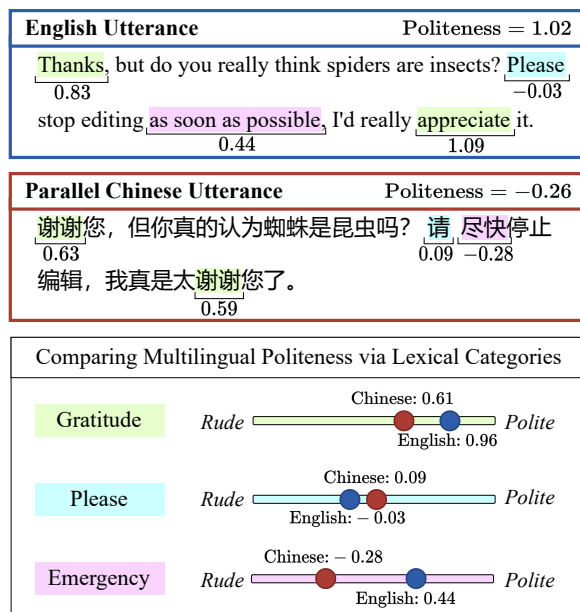 English Utterance Politeness = 1.02
Thanks, but do you really think spiders are insects? Please
0.83 −0.03
stop editing as soon as possible, I'd really appreciate it.
0.44 1.09
Parallel Chinese Utterance Politeness = −0.26
谢谢您，但你真的认为蜘蛛是昆虫吗？ 请 尽快停止
0.63 0.09 −0.28
编辑，我真是太谢谢您了。
0.59
Comparing Multilingual Politeness via Lexical Categories
Chinese: 0.61
Gratitude Rude Polite
English: 0.96
Chinese: 0.09
Please Rude Polite
English: − 0.03
Chinese: − 0.28
Emergency Rude Polite
English: 0.44